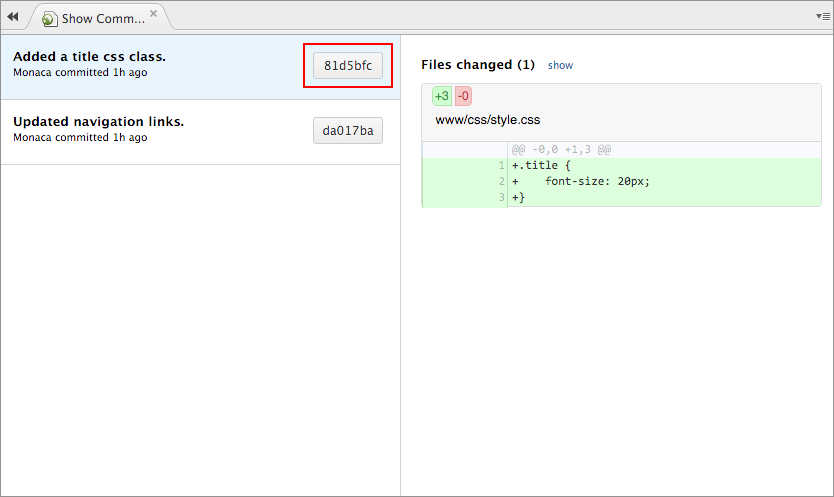 Show Comm...
Added a title css class.
Monaca committed 1h ago
81d5bfc
Updated navigation links.
Monaca committed 1h ago
da017ba
Files changed (1) show
+3 -0
www/css/style.css
@@ -0,0 +1,3 @@
1 +.title {
2 +    font-size: 20px;
3 +}